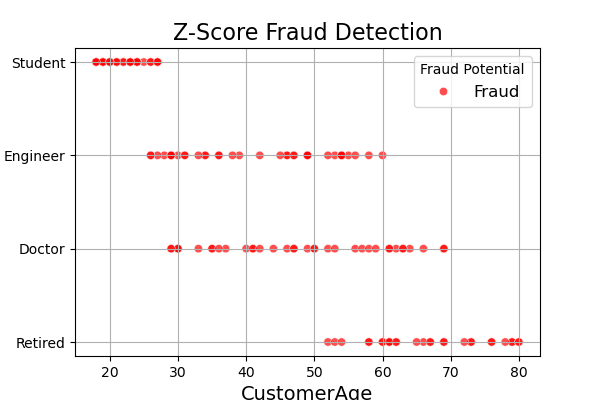 Z-Score Fraud Detection
Student
Engineer
Doctor
Retired
Fraud Potential
Fraud
20 30 40 50 60 70 80
CustomerAge